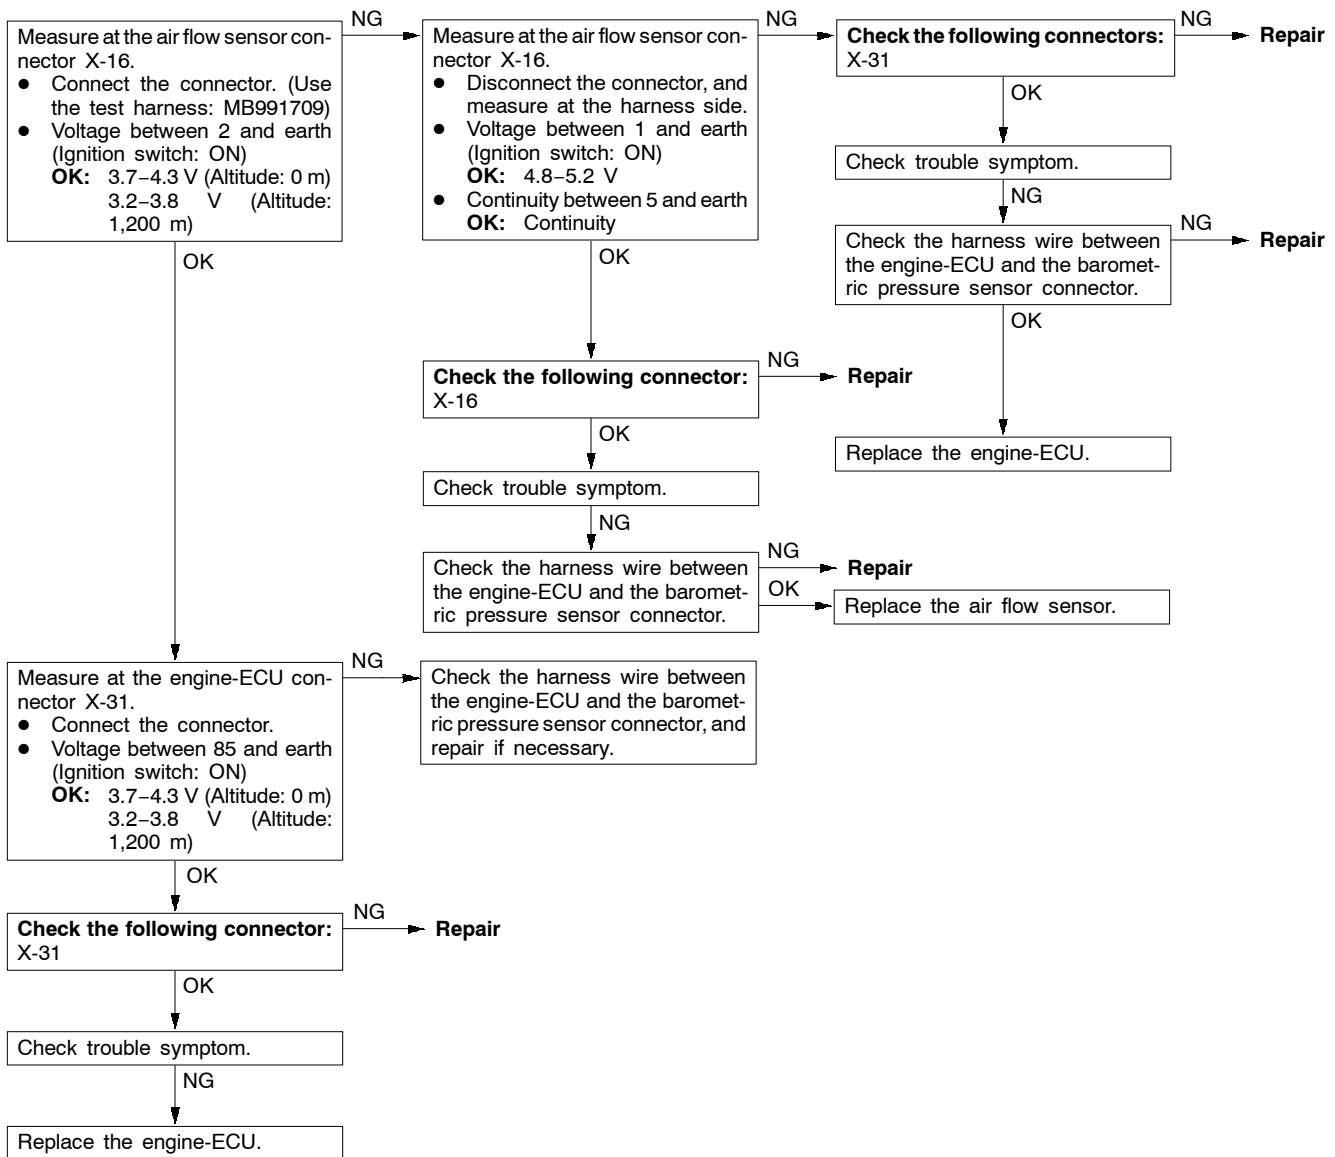 Measure at the air flow sensor con-
nector X-16.
● Connect the connector. (Use
the test harness: MB991709)
● Voltage between 2 and earth
(Ignition switch: ON)
OK: 3.7–4.3 V (Altitude: 0 m)
3.2–3.8 V (Altitude:
1,200 m)
NG
OK
Measure at the air flow sensor con-
nector X-16.
● Disconnect the connector, and
measure at the harness side.
● Voltage between 1 and earth
(Ignition switch: ON)
OK: 4.8–5.2 V
● Continuity between 5 and earth
OK: Continuity
NG
OK
Check the following connectors:
X-31
NG
Repair
OK
Check trouble symptom.
NG
Check the harness wire between
the engine-ECU and the baromet-
ric pressure sensor connector.
NG
Repair
OK
Replace the engine-ECU.
Check the following connector:
X-16
NG
Repair
OK
Check trouble symptom.
NG
Check the harness wire between
the engine-ECU and the baromet-
ric pressure sensor connector.
NG
Repair
OK
Replace the air flow sensor.
Measure at the engine-ECU con-
nector X-31.
● Connect the connector.
● Voltage between 85 and earth
(Ignition switch: ON)
OK: 3.7–4.3 V (Altitude: 0 m)
3.2–3.8 V (Altitude:
1,200 m)
NG
Check the harness wire between
the engine-ECU and the baromet-
ric pressure sensor connector, and
repair if necessary.
OK
Check the following connector:
X-31
NG
Repair
OK
Check trouble symptom.
NG
Replace the engine-ECU.